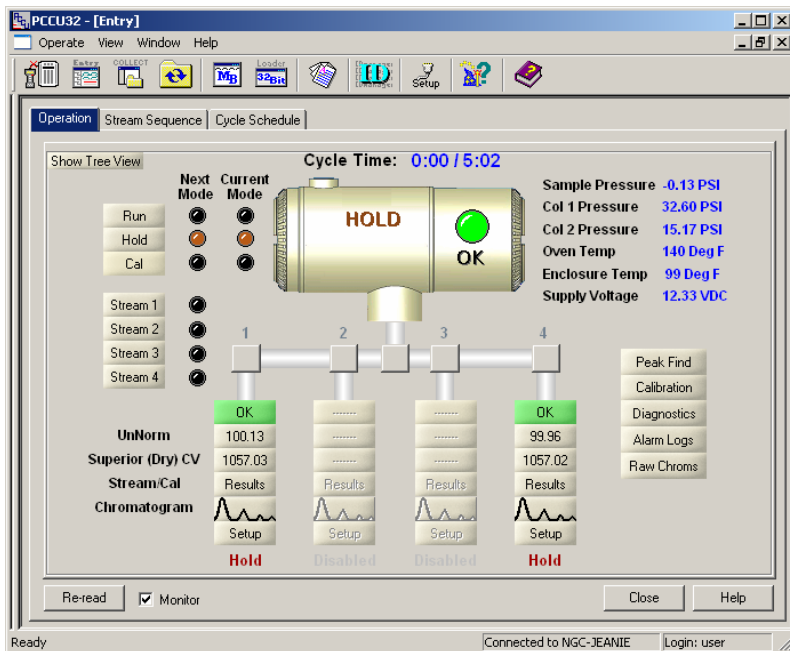 PCCU32 - [Entry]
Operate View Window Help
Entry COLLECT MB Loader 32Bit ID Setup
Operation Stream Sequence Cycle Schedule
Show Tree View
Cycle Time: 0:00 / 5:02
Next Mode Current Mode
Run
Hold
Cal
HOLD
OK
Sample Pressure -0.13 PSI
Col 1 Pressure 32.60 PSI
Col 2 Pressure 15.17 PSI
Oven Temp 140 Deg F
Enclosure Temp 99 Deg F
Supply Voltage 12.33 VDC
Stream 1
Stream 2
Stream 3
Stream 4
1 2 3 4
OK ------- ------- OK
UnNorm 100.13 ------- ------- 99.96
Superior (Dry) CV 1057.03 ------- ------- 1057.02
Stream/Cal Results Results Results Results
Chromatogram
Setup Setup Setup Setup
Hold Disabled Disabled Hold
Peak Find
Calibration
Diagnostics
Alarm Logs
Raw Chroms
Re-read Monitor Close Help
Ready Connected to NGC-JEANIE Login: user